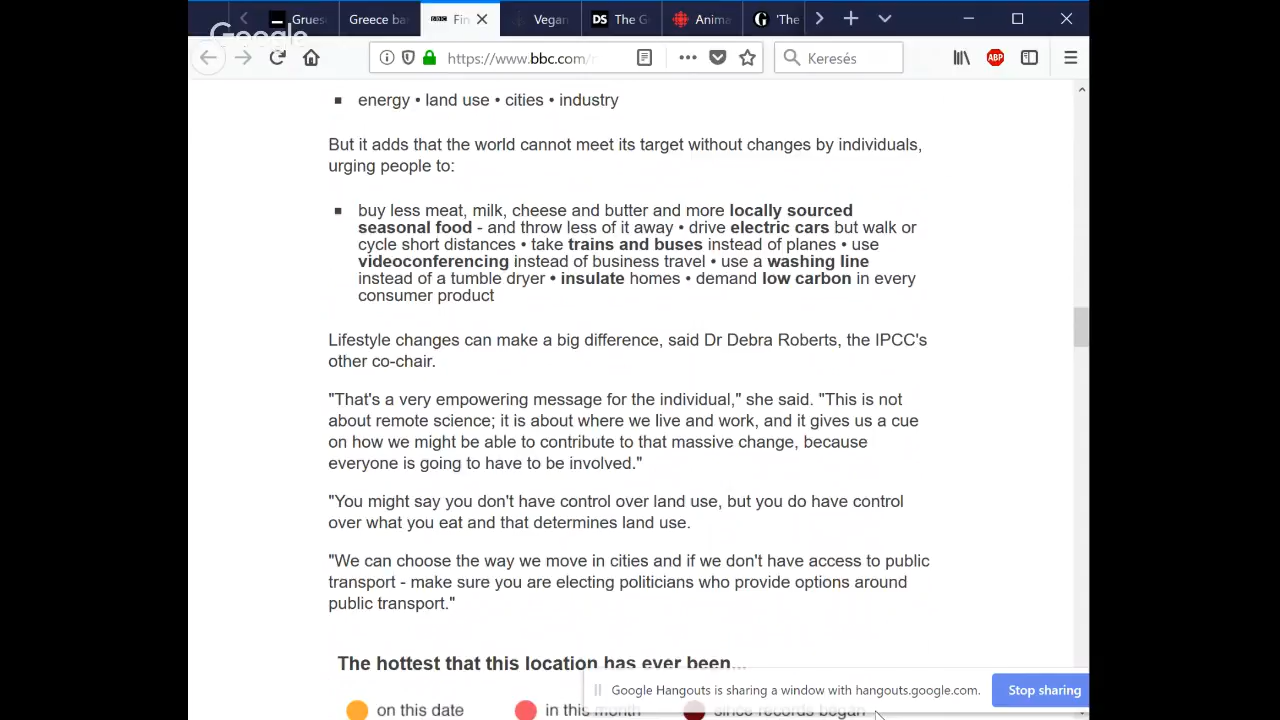 Grues
Greece ba
BBC
Fin
Vegan
DS
The G
Anima
G
'The
Google
https://www.bbc.com/n
Keresés
ABP
energy • land use • cities • industry
But it adds that the world cannot meet its target without changes by individuals,
urging people to:
buy less meat, milk, cheese and butter and more locally sourced
seasonal food - and throw less of it away • drive electric cars but walk or
cycle short distances • take trains and buses instead of planes • use
videoconferencing instead of business travel • use a washing line
instead of a tumble dryer • insulate homes • demand low carbon in every
consumer product
Lifestyle changes can make a big difference, said Dr Debra Roberts, the IPCC's
other co-chair.
"That's a very empowering message for the individual," she said. "This is not
about remote science; it is about where we live and work, and it gives us a cue
on how we might be able to contribute to that massive change, because
everyone is going to have to be involved."
"You might say you don't have control over land use, but you do have control
over what you eat and that determines land use.
"We can choose the way we move in cities and if we don't have access to public
transport - make sure you are electing politicians who provide options around
public transport."
The hottest that this location has ever been...
Google Hangouts is sharing a window with hangouts.google.com.
Stop sharing
on this date
in this month
since records began